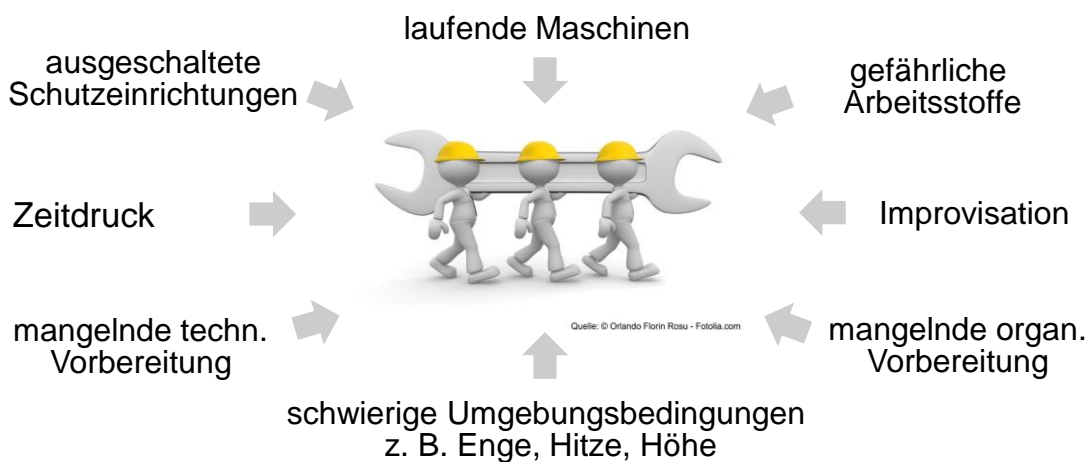 laufende Maschinen
ausgeschaltete
Schutzeinrichtungen
gefährliche
Arbeitsstoffe
Zeitdruck
Improvisation
Quelle: © Orlando Florin Rosu - Fotolia.com
mangelnde techn.
Vorbereitung
mangelnde organ.
Vorbereitung
schwierige Umgebungsbedingungen
z. B. Enge, Hitze, Höhe